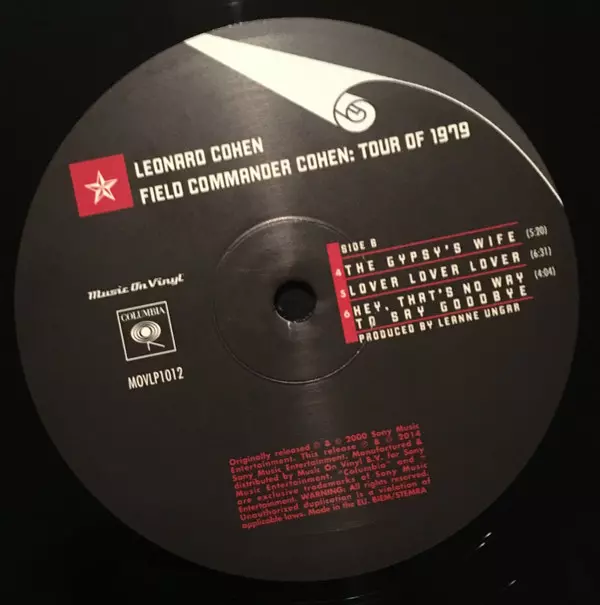 LEONARD COHEN
FIELD COMMANDER COHEN: TOUR OF 1979
SIDE B
4 THE GYPSY'S WIFE (5:20)
5 LOVER LOVER LOVER (6:31)
6 HEY, THAT'S NO WAY (4:04)
TO SAY GOODBYE
PRODUCED BY LEANNE UNGAR
Music On Vinyl
COLUMBIA
MOVLP1012
Originally released ℗ & © 2000 Sony Music
Entertainment. This release ℗ & © 2014
Sony Music Entertainment. Manufactured &
distributed by Music On Vinyl B.V. for Sony
Music Entertainment. "Columbia" and
are exclusive trademarks of Sony Music
Entertainment. WARNING: All rights reserved.
Unauthorized duplication is a violation of
applicable laws. Made in the EU. BIEM/STEMRA